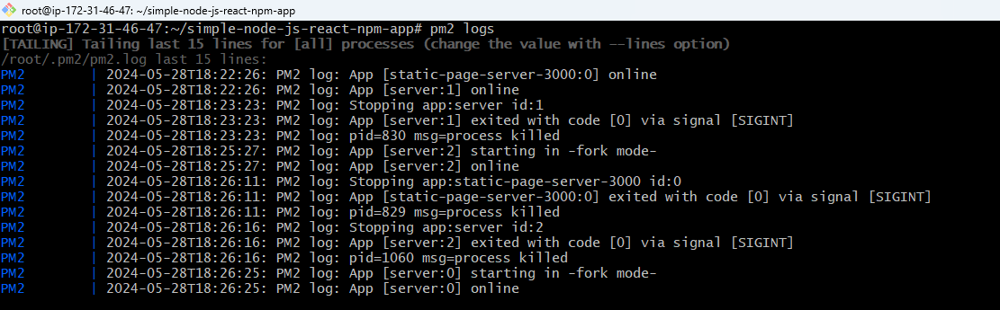 root@ip-172-31-46-47: ~/simple-node-js-react-npm-app
root@ip-172-31-46-47:~/simple-node-js-react-npm-app# pm2 logs
[TAILING] Tailing last 15 lines for [all] processes (change the value with --lines option)
/root/.pm2/pm2.log last 15 lines:
PM2        | 2024-05-28T18:22:26: PM2 log: App [static-page-server-3000:0] online
PM2        | 2024-05-28T18:22:26: PM2 log: App [server:1] online
PM2        | 2024-05-28T18:23:23: PM2 log: Stopping app:server id:1
PM2        | 2024-05-28T18:23:23: PM2 log: App [server:1] exited with code [0] via signal [SIGINT]
PM2        | 2024-05-28T18:23:23: PM2 log: pid=830 msg=process killed
PM2        | 2024-05-28T18:25:27: PM2 log: App [server:2] starting in -fork mode-
PM2        | 2024-05-28T18:25:27: PM2 log: App [server:2] online
PM2        | 2024-05-28T18:26:11: PM2 log: Stopping app:static-page-server-3000 id:0
PM2        | 2024-05-28T18:26:11: PM2 log: App [static-page-server-3000:0] exited with code [0] via signal [SIGINT]
PM2        | 2024-05-28T18:26:11: PM2 log: pid=829 msg=process killed
PM2        | 2024-05-28T18:26:16: PM2 log: Stopping app:server id:2
PM2        | 2024-05-28T18:26:16: PM2 log: App [server:2] exited with code [0] via signal [SIGINT]
PM2        | 2024-05-28T18:26:16: PM2 log: pid=1060 msg=process killed
PM2        | 2024-05-28T18:26:25: PM2 log: App [server:0] starting in -fork mode-
PM2        | 2024-05-28T18:26:25: PM2 log: App [server:0] online